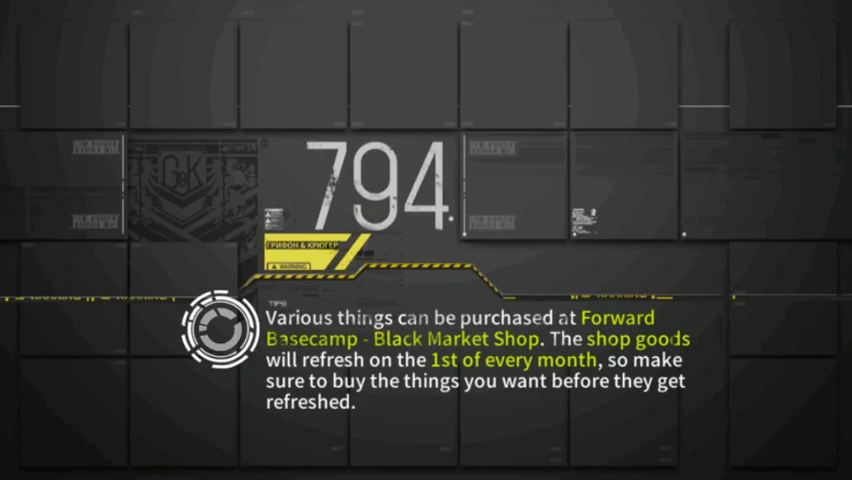 G&K
794.
ГРИФОН & КРЮГЕР
WARNING
TIPS
Various things can be purchased at Forward
Basecamp - Black Market Shop. The shop goods
will refresh on the 1st of every month, so make
sure to buy the things you want before they get
refreshed.